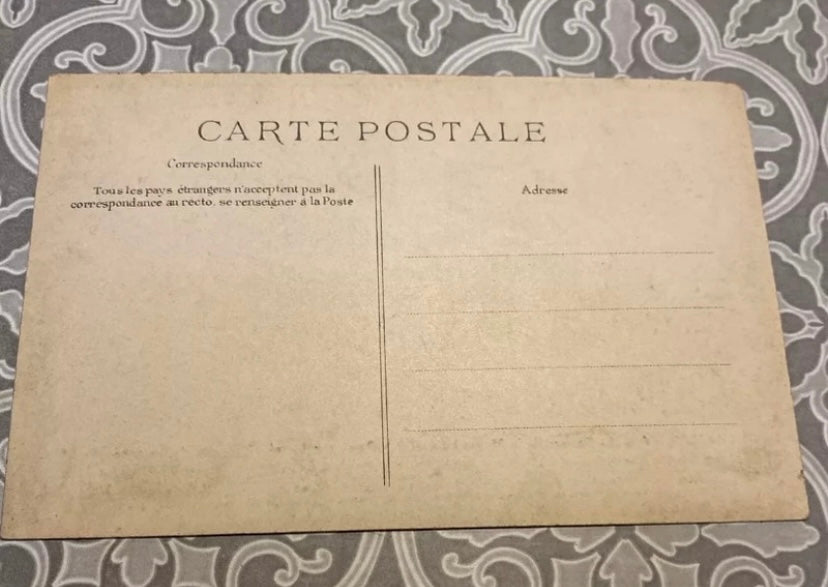 CARTE POSTALE
Correspondance
Tous les pays étrangers n'acceptent pas la
correspondance au recto, se renseigner à la Poste
Adresse